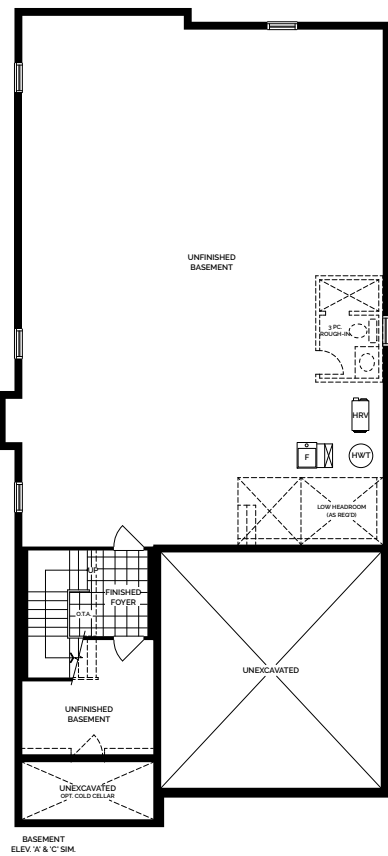 UNFINISHED
BASEMENT
3 PC.
ROUGH-IN
HRV
F
HWT
LOW HEADROOM
(AS REQ'D)
UP
FINISHED
FOYER
O.T.A.
UNEXCAVATED
UNFINISHED
BASEMENT
UNEXCAVATED
OPT. COLD CELLAR
BASEMENT
ELEV. 'A' & 'C' SIM.